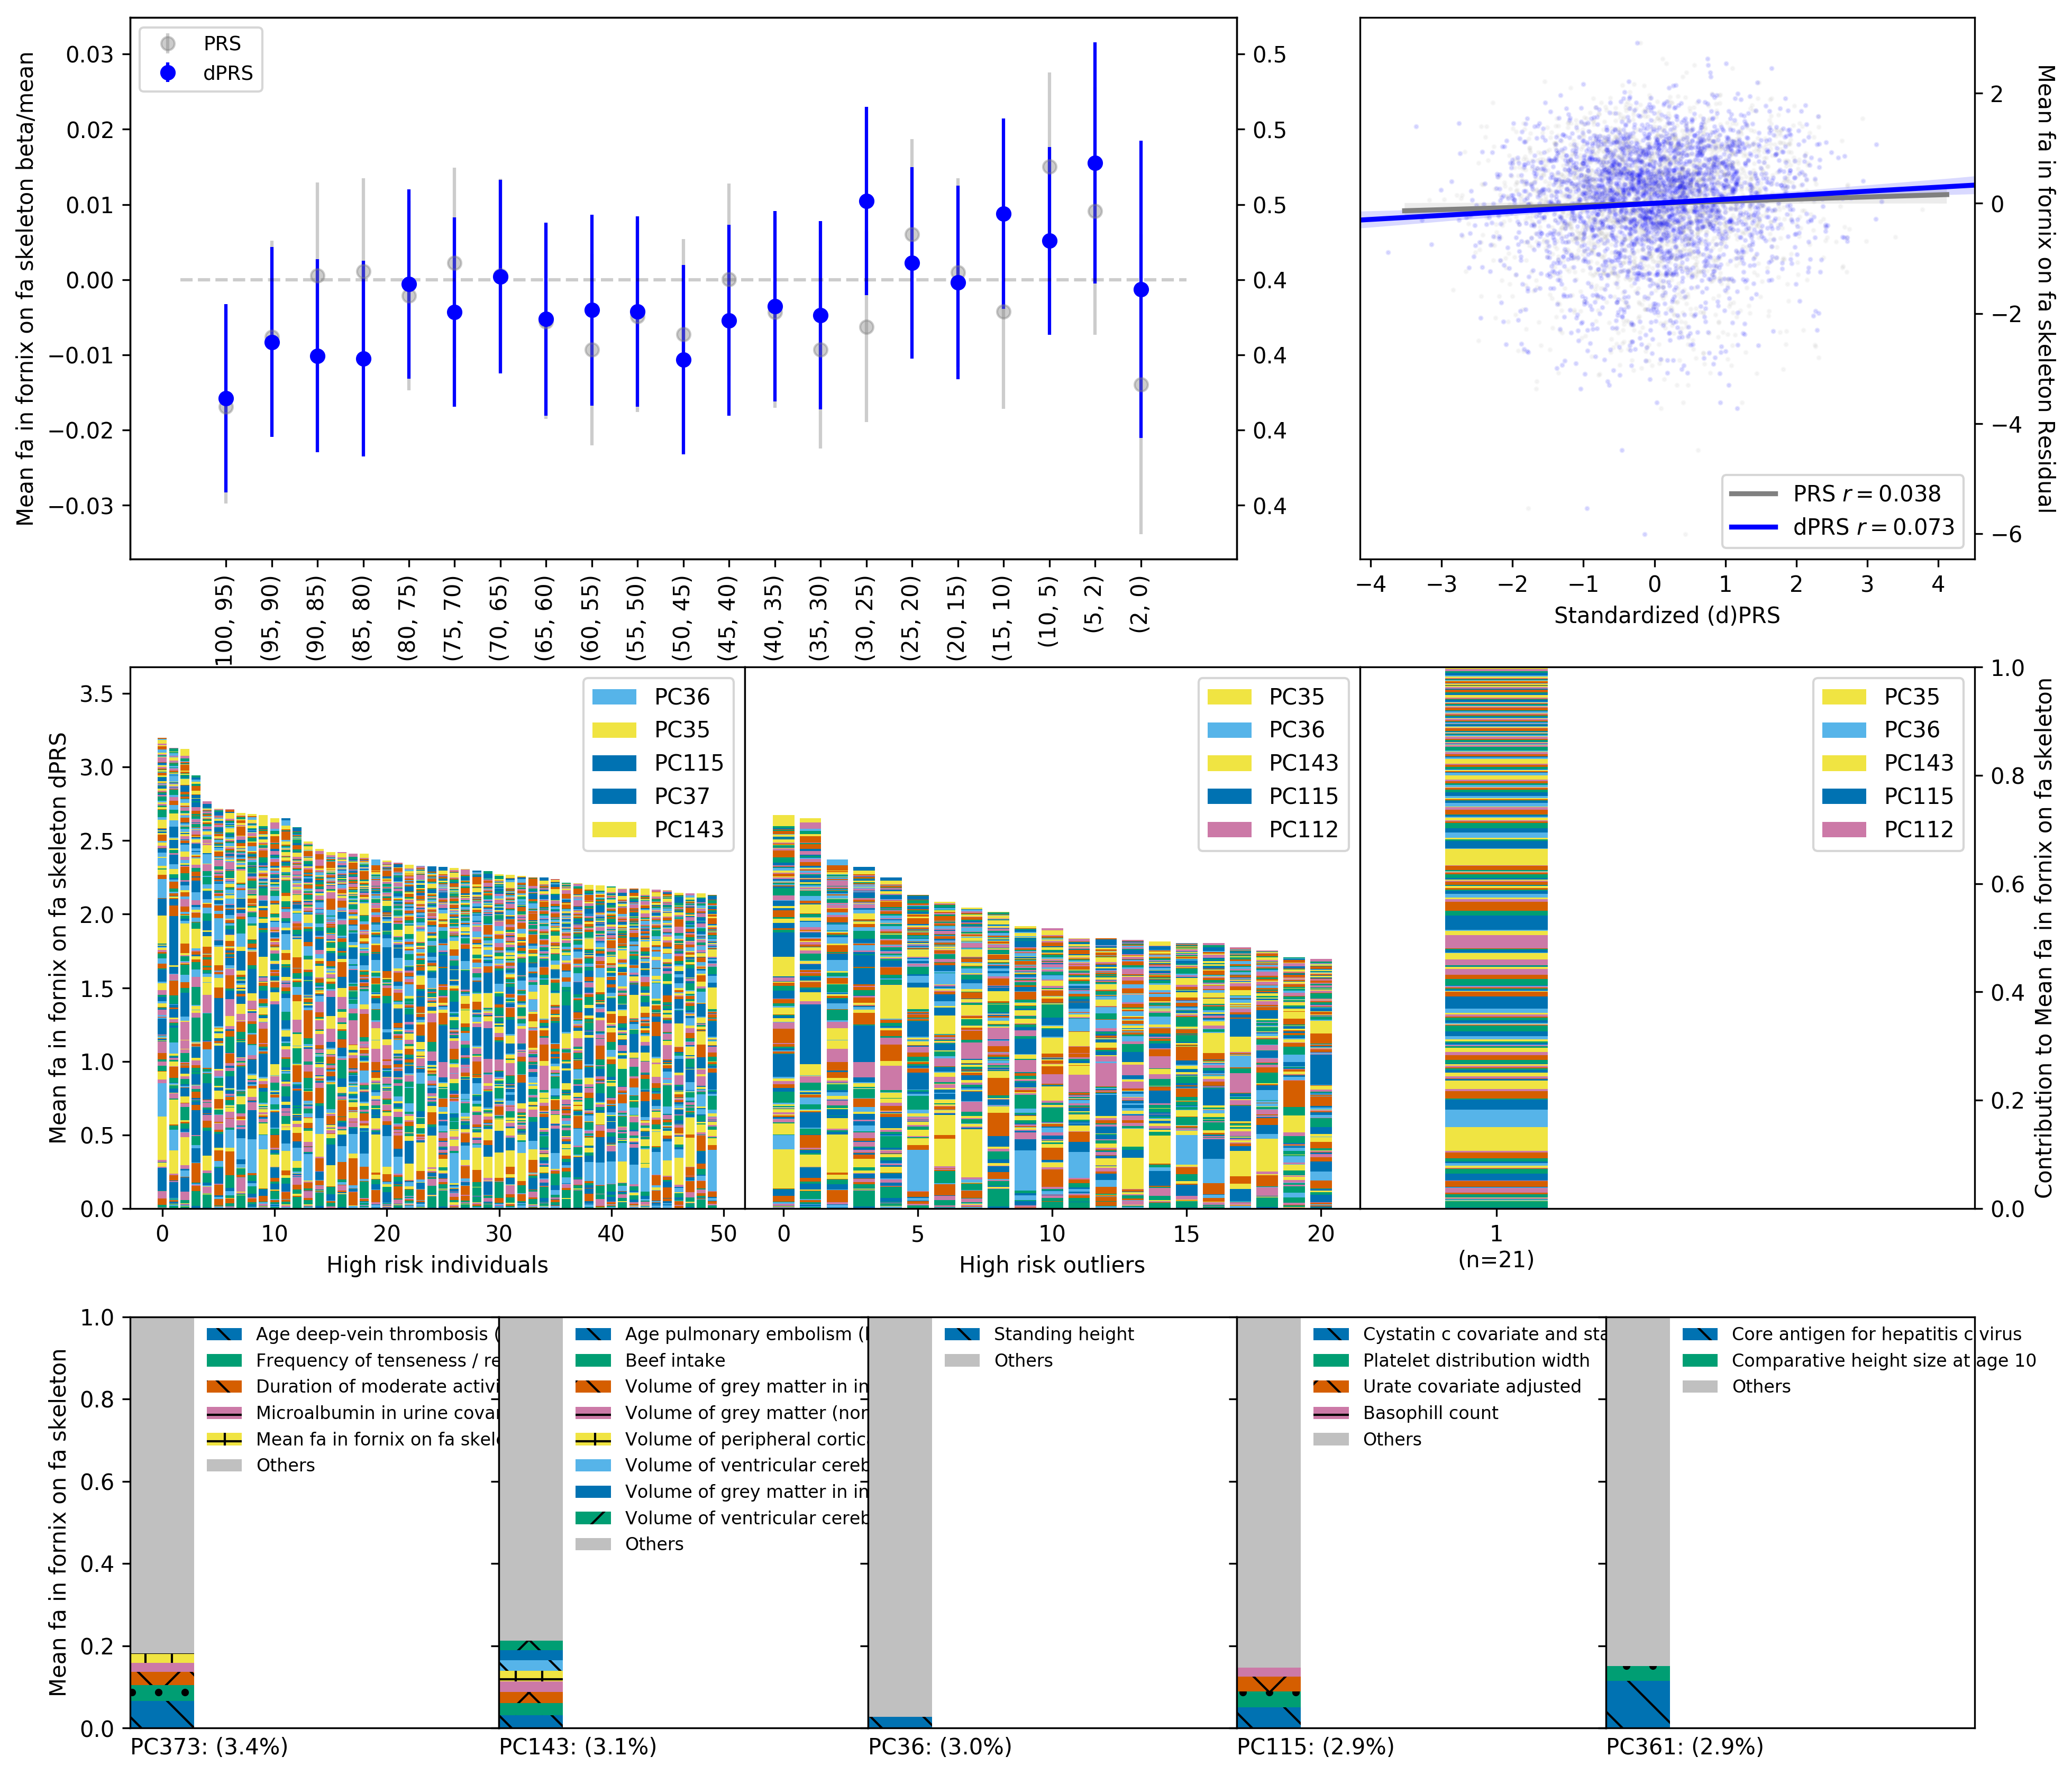 Mean fa in fornix on fa skeleton beta/mean
0.03
0.02
0.01
0.00
−0.01
−0.02
−0.03
PRS
dPRS
0.5
0.5
0.5
0.4
0.4
0.4
0.4
100, 95)
(95, 90)
(90, 85)
(85, 80)
(80, 75)
(75, 70)
(70, 65)
(65, 60)
(60, 55)
(55, 50)
(50, 45)
(45, 40)
(40, 35)
(35, 30)
(30, 25)
(25, 20)
(20, 15)
(15, 10)
(10, 5)
(5, 2)
(2, 0)
PRS r = 0.038
dPRS r = 0.073
2
0
−2
−4
−6
Mean fa in fornix on fa skeleton Residual
−4 −3 −2 −1 0 1 2 3 4
Standardized (d)PRS
Mean fa in fornix on fa skeleton dPRS
3.5
3.0
2.5
2.0
1.5
1.0
0.5
0.0
PC36
PC35
PC115
PC37
PC143
0 10 20 30 40 50
High risk individuals
PC35
PC36
PC143
PC115
PC112
0 5 10 15 20
High risk outliers
PC35
PC36
PC143
PC115
PC112
1
(n=21)
1.0
0.8
0.6
0.4
0.2
0.0
Contribution to Mean fa in fornix on fa skeleton
Mean fa in fornix on fa skeleton
1.0
0.8
0.6
0.4
0.2
0.0
Age deep-vein thrombosis (
Frequency of tenseness / re
Duration of moderate activi
Microalbumin in urine covar
Mean fa in fornix on fa skele
Others
PC373: (3.4%)
Age pulmonary embolism (
Beef intake
Volume of grey matter in in
Volume of grey matter (nor
Volume of peripheral cortic
Volume of ventricular cereb
Volume of grey matter in in
Volume of ventricular cereb
Others
PC143: (3.1%)
Standing height
Others
PC36: (3.0%)
Cystatin c covariate and sta
Platelet distribution width
Urate covariate adjusted
Basophill count
Others
PC115: (2.9%)
Core antigen for hepatitis c virus
Comparative height size at age 10
Others
PC361: (2.9%)